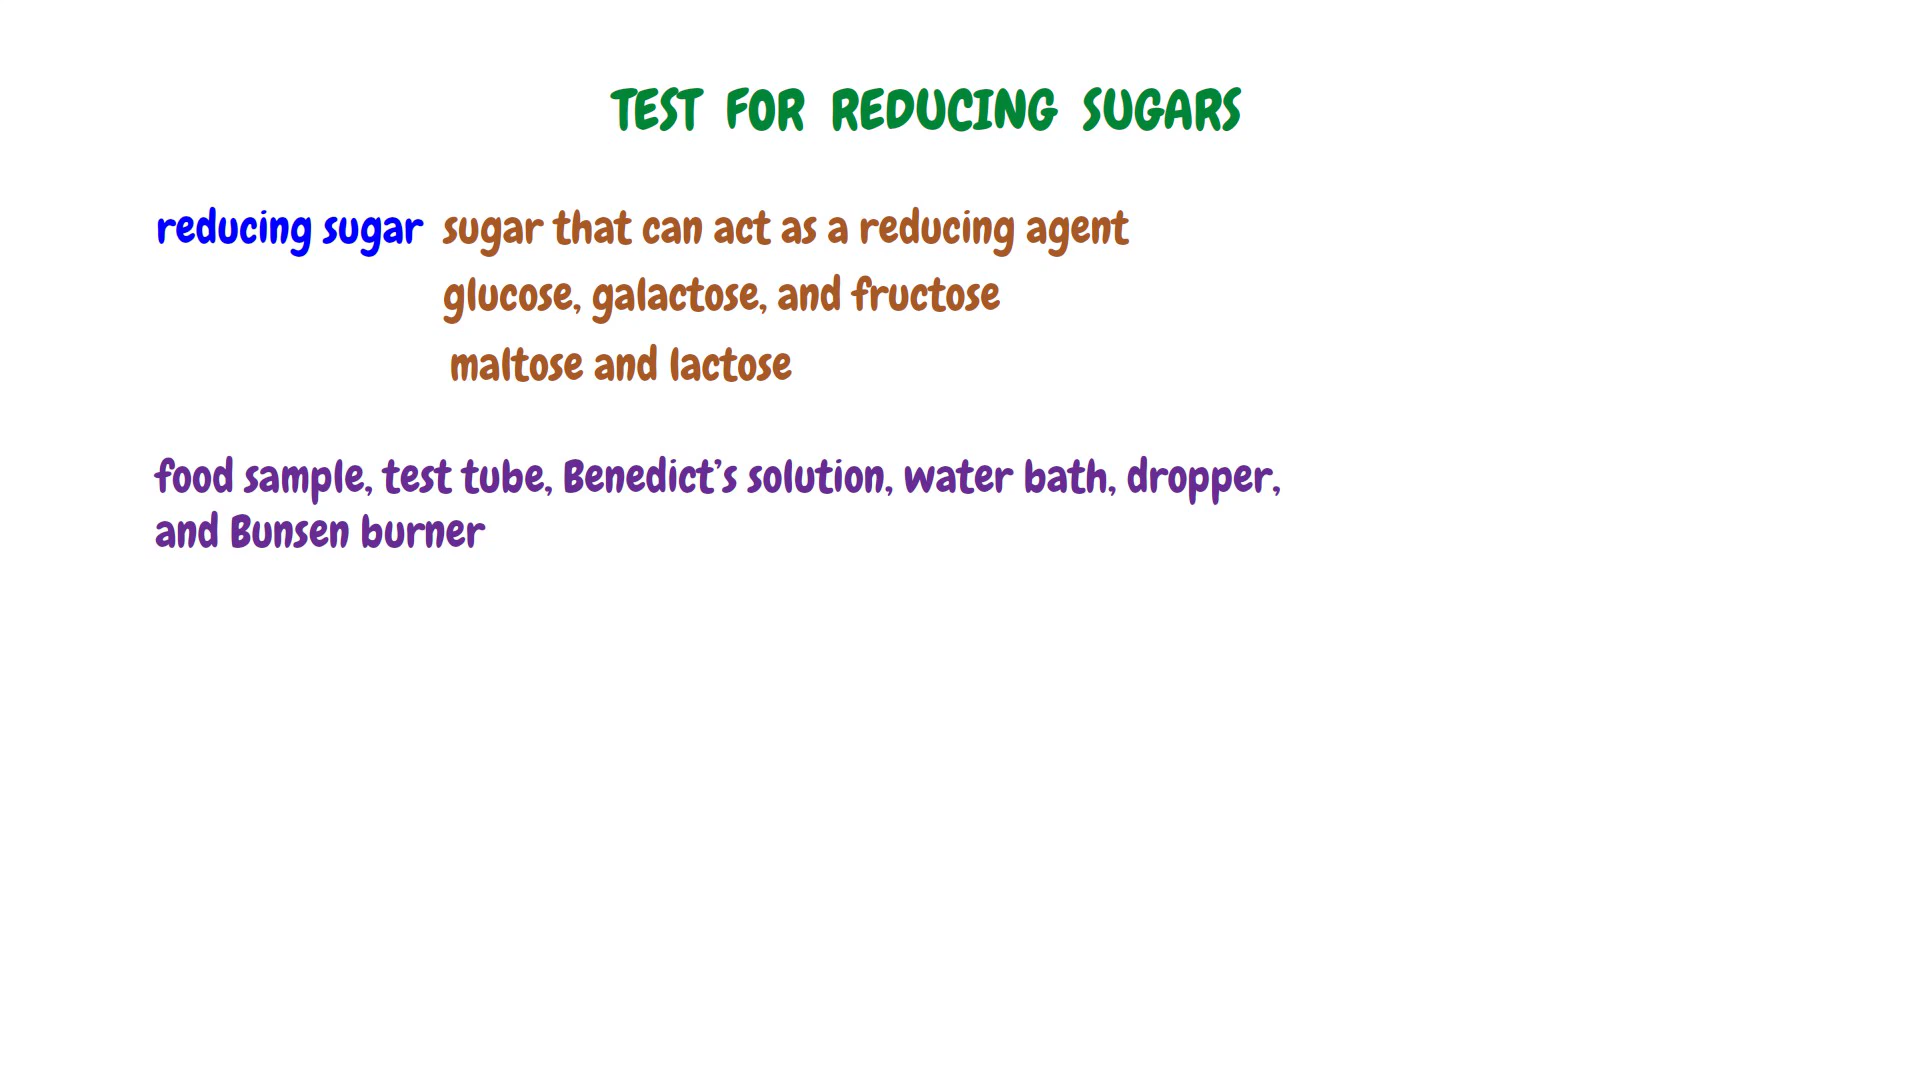 TEST FOR REDUCING SUGARS
reducing sugar sugar that can act as a reducing agent
glucose, galactose, and fructose
maltose and lactose
food sample, test tube, Benedict’s solution, water bath, dropper,
and Bunsen burner